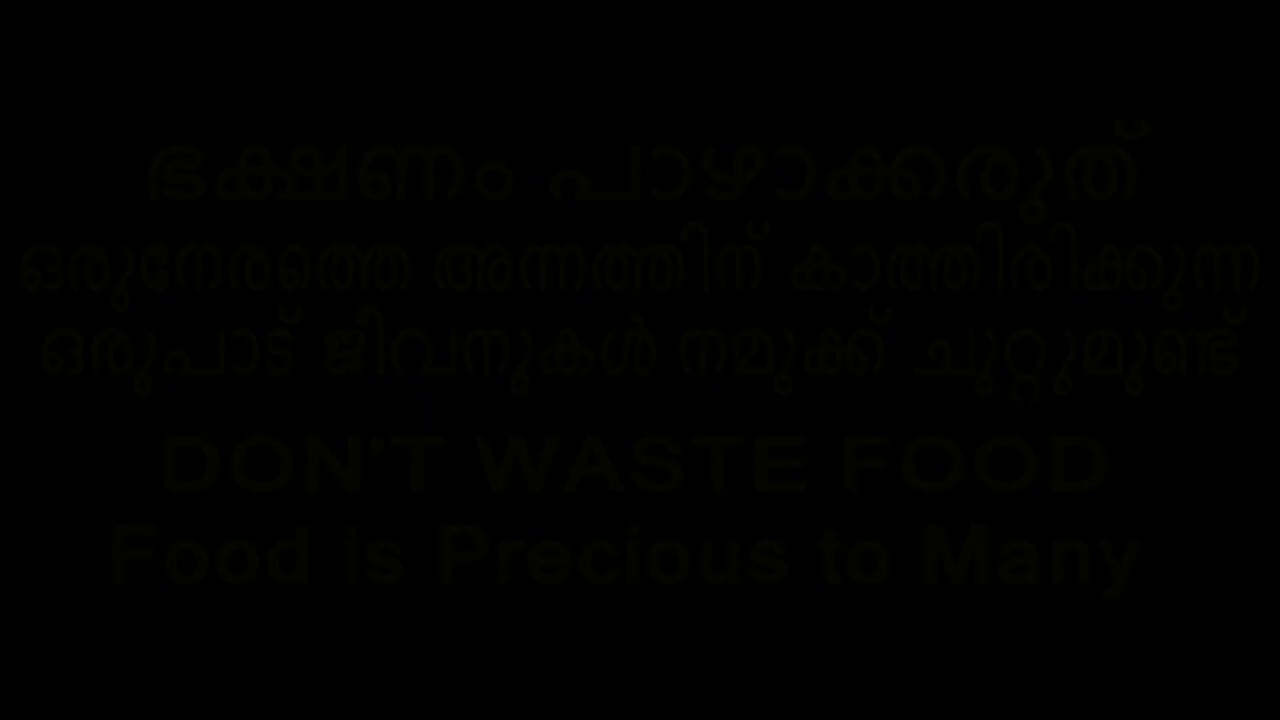 ഭക്ഷണം പാഴാക്കരുത്
ഒരുനേരത്തെ അന്നത്തിന് കാത്തിരിക്കുന്ന
ഒരുപാട് ജീവനുകൾ നമുക്ക് ചുറ്റുമുണ്ട്
DON'T WASTE FOOD
Food Is Precious to Many